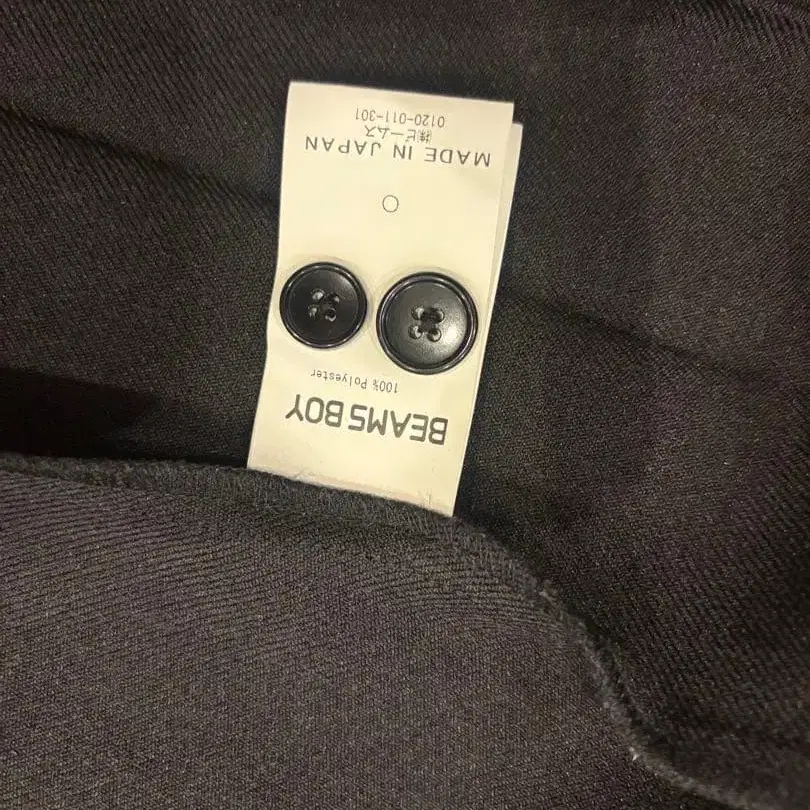 BEAMS BOY
100% Polyester
MADE IN JAPAN
㈱ビームス
0120-011-301